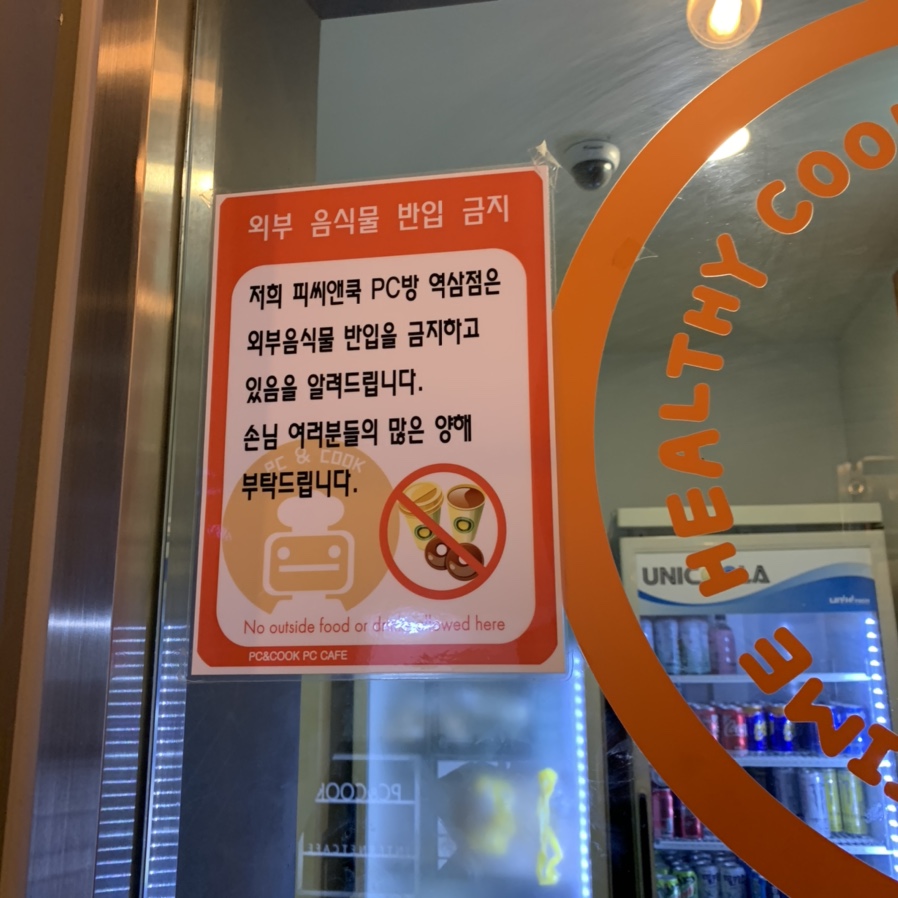 외부 음식물 반입 금지
저희 피씨앤쿡 PC방 역삼점은
외부음식물 반입을 금지하고
있음을 알려드립니다.
손님 여러분들의 많은 양해
부탁드립니다.
PC & COOK
No outside food or drinks allowed here
PC&COOK PC CAFE
HEALTHY
PC&COOK